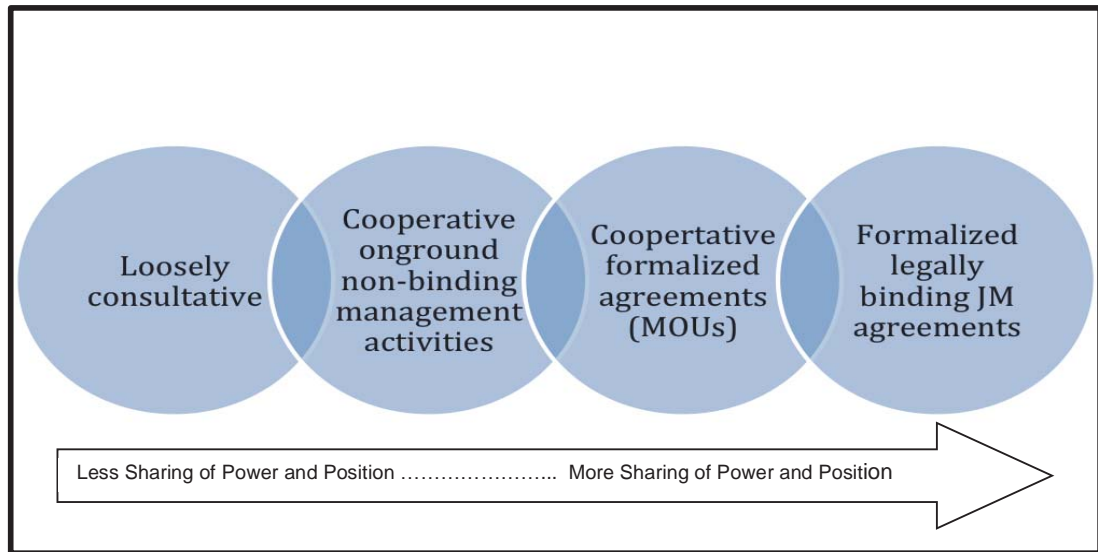 Loosely
consultative
Cooperative
onground
non-binding
management
activities
Coopertative
formalized
agreements
(MOUs)
Formalized
legally
binding JM
agreements
Less Sharing of Power and Position …………………... More Sharing of Power and Position